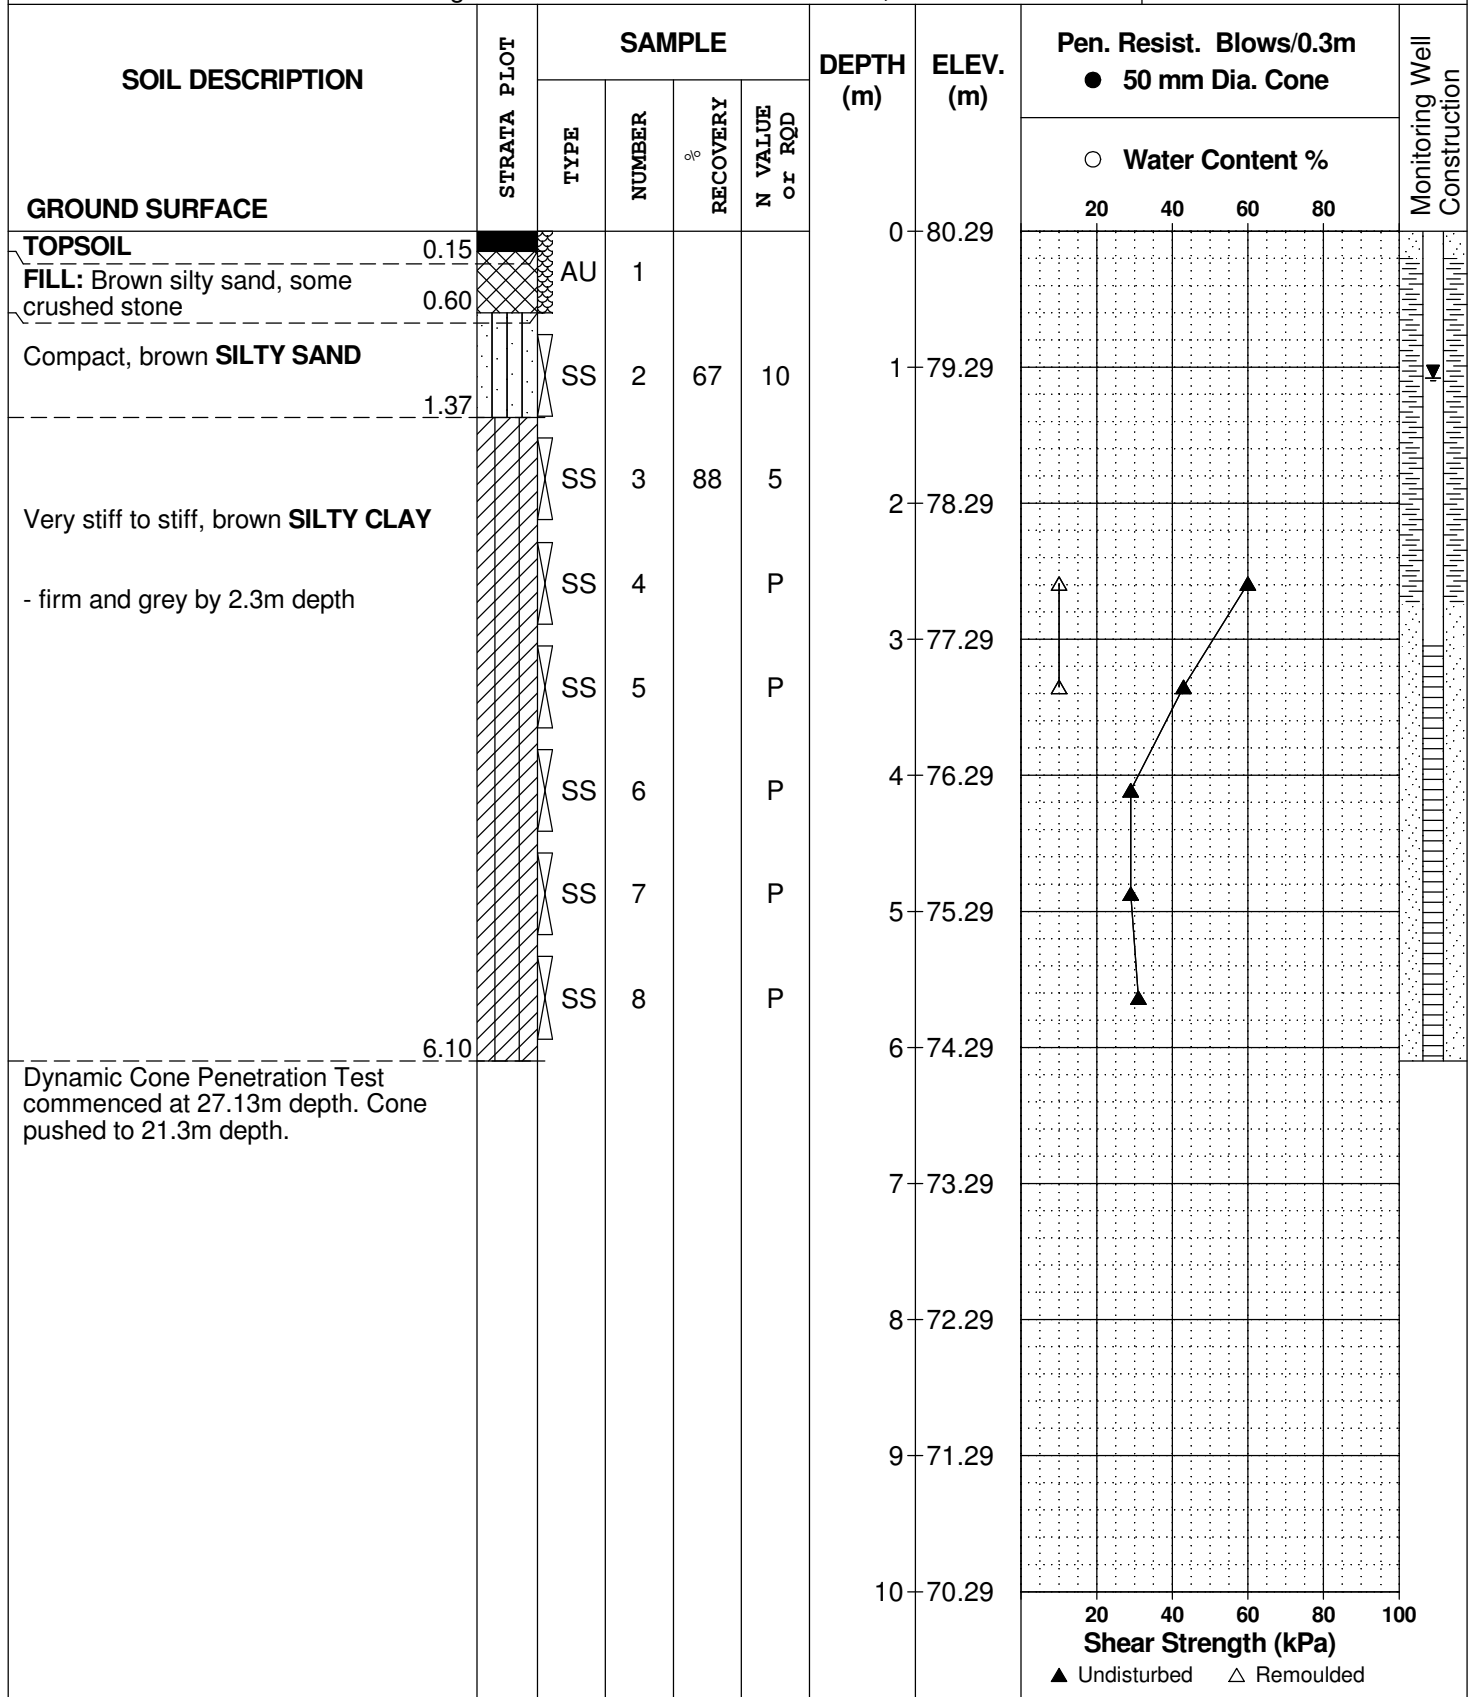 SOIL DESCRIPTION
GROUND SURFACE
STRATA PLOT
SAMPLE
TYPE
NUMBER
% RECOVERY
N VALUE or RQD
DEPTH (m)
ELEV. (m)
Pen. Resist. Blows/0.3m
● 50 mm Dia. Cone
○ Water Content %
20 40 60 80
Monitoring Well Construction
TOPSOIL 0.15
FILL: Brown silty sand, some
crushed stone 0.60
AU 1
Compact, brown SILTY SAND
1.37
SS 2 67 10
SS 3 88 5
Very stiff to stiff, brown SILTY CLAY
- firm and grey by 2.3m depth
SS 4 P
SS 5 P
SS 6 P
SS 7 P
SS 8 P
6.10
Dynamic Cone Penetration Test
commenced at 27.13m depth. Cone
pushed to 21.3m depth.
0 80.29
1 79.29
2 78.29
3 77.29
4 76.29
5 75.29
6 74.29
7 73.29
8 72.29
9 71.29
10 70.29
20 40 60 80 100
Shear Strength (kPa)
▲ Undisturbed △ Remoulded